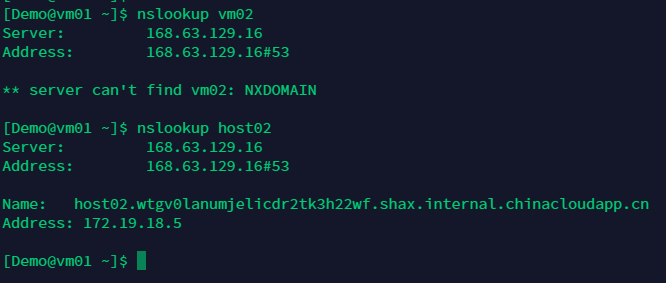 [Demo@vm01 ~]$ nslookup vm02
Server:         168.63.129.16
Address:        168.63.129.16#53
** server can't find vm02: NXDOMAIN
[Demo@vm01 ~]$ nslookup host02
Server:         168.63.129.16
Address:        168.63.129.16#53
Name:   host02.wtgv0lanumjelicdr2tk3h22wf.shax.internal.chinacloudapp.cn
Address: 172.19.18.5
[Demo@vm01 ~]$